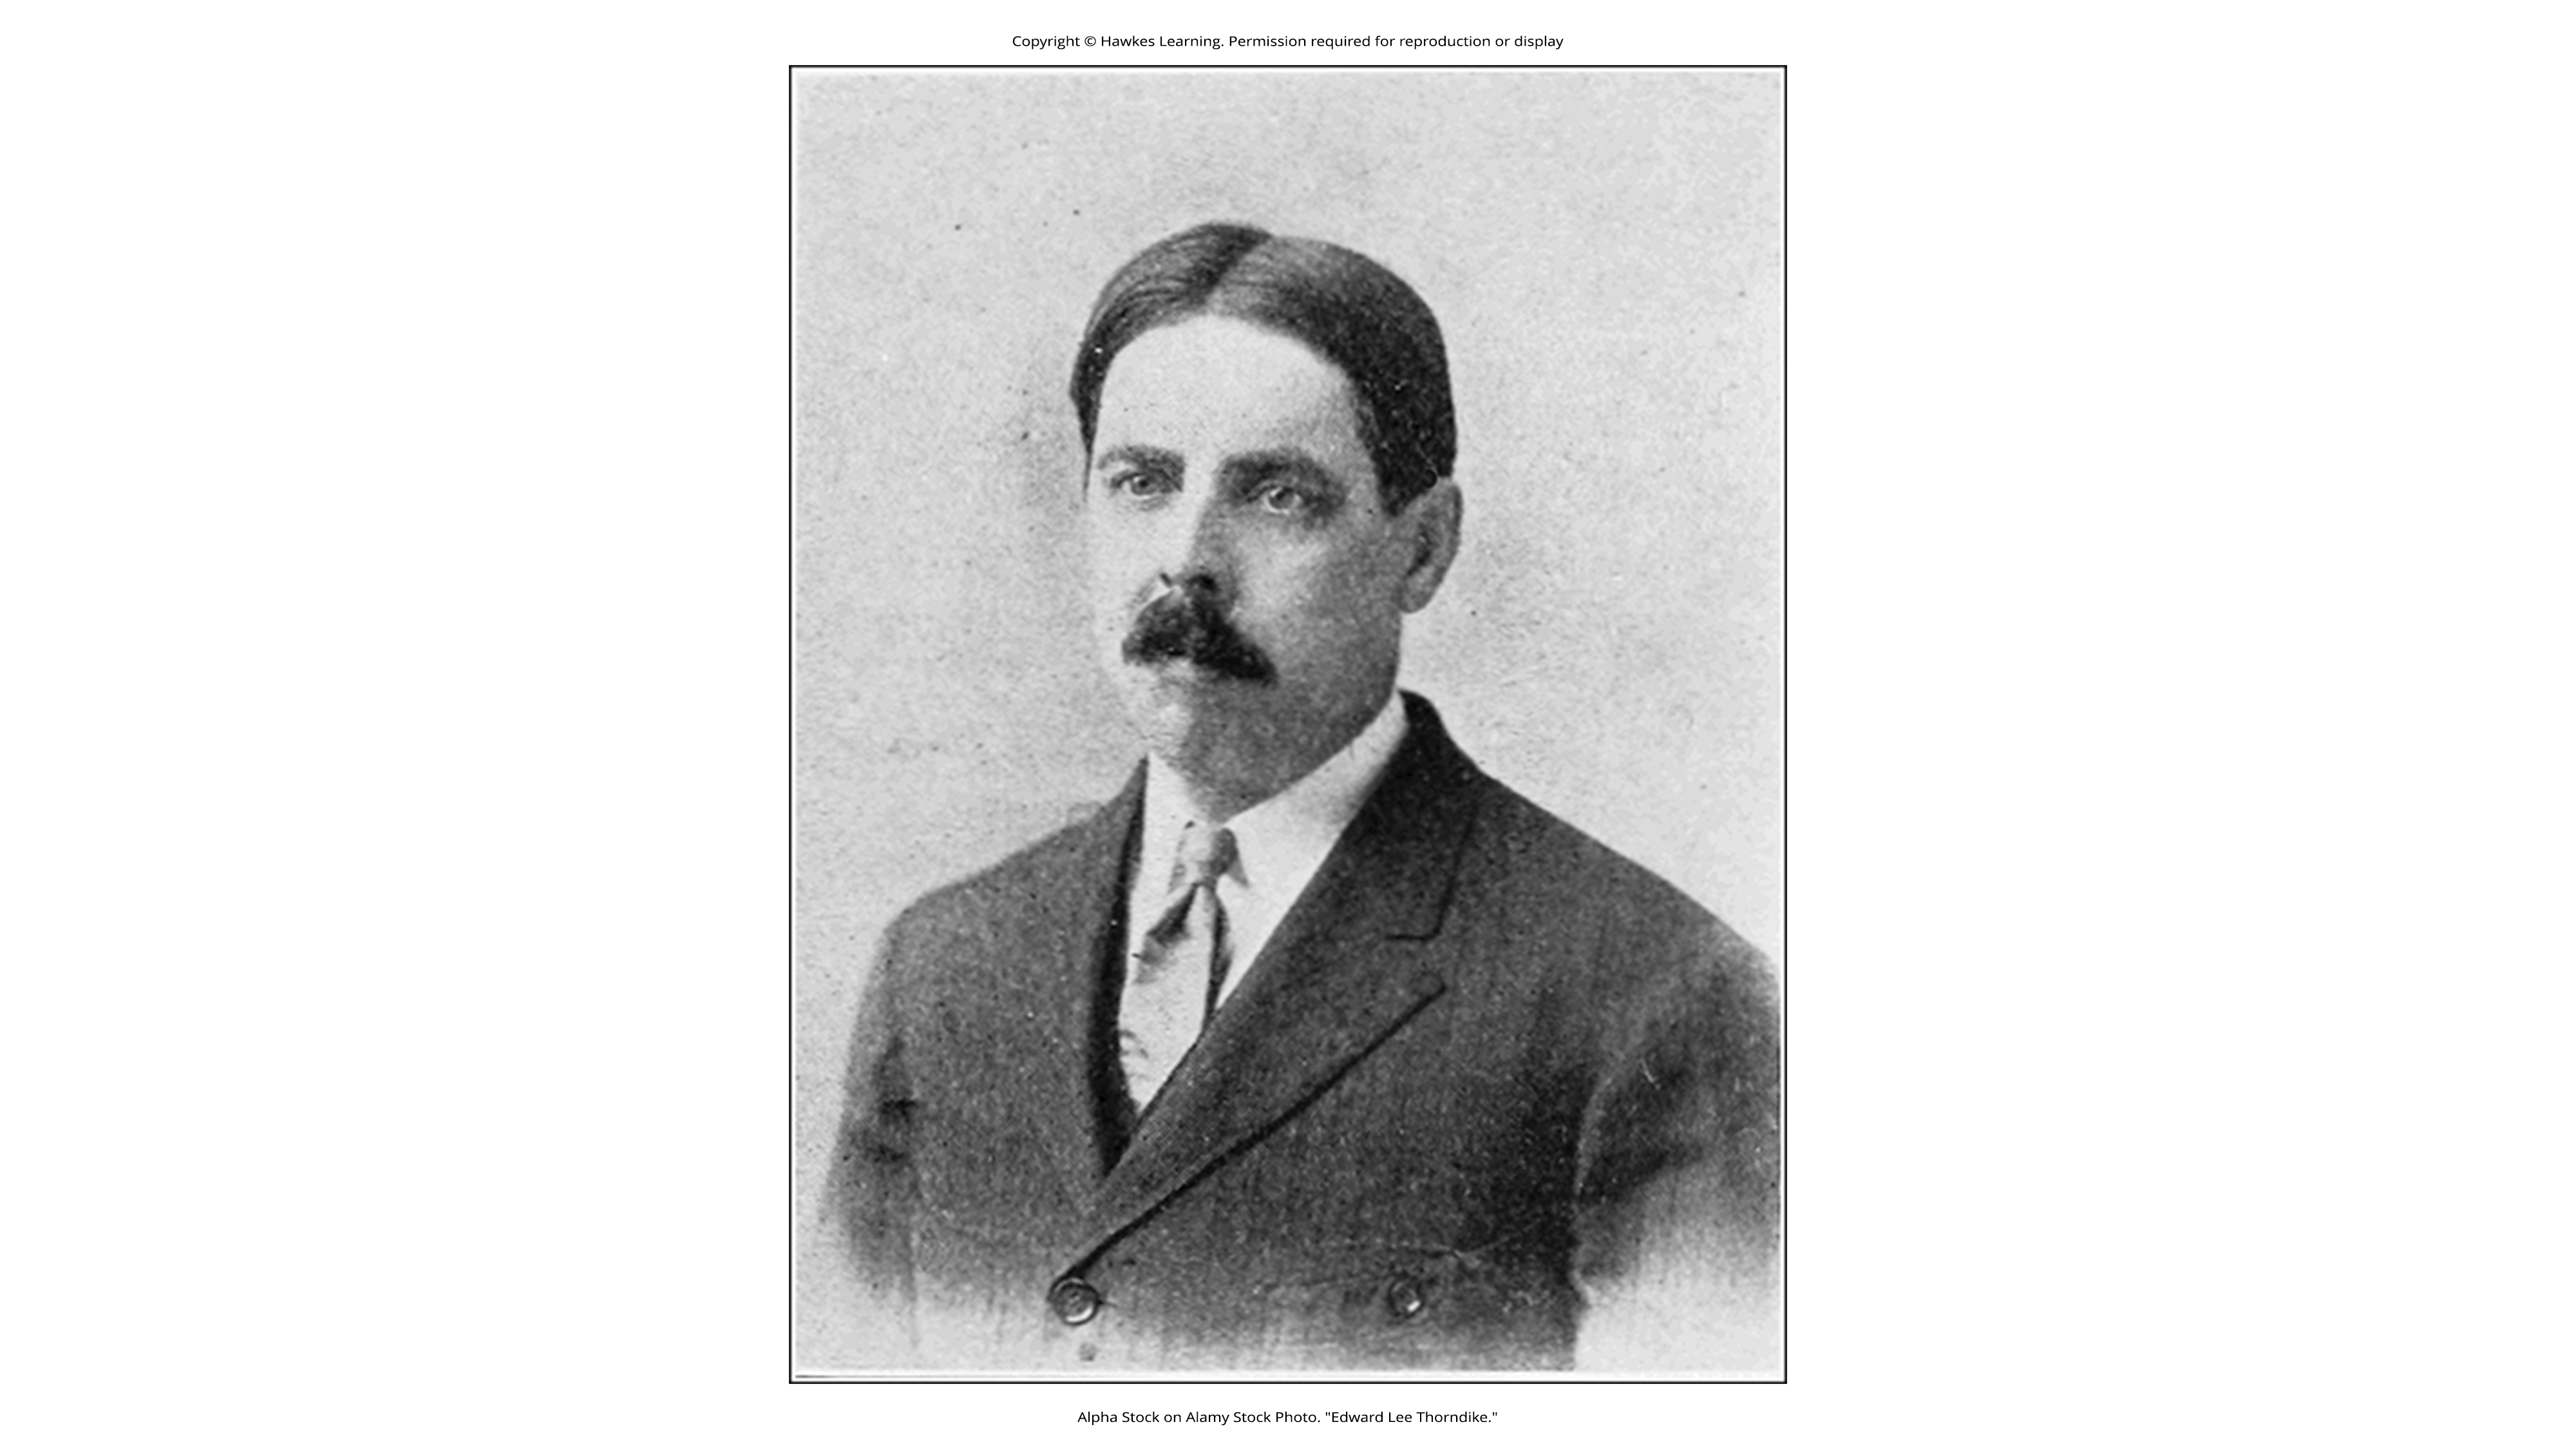 Copyright © Hawkes Learning. Permission required for reproduction or display
Alpha Stock on Alamy Stock Photo. "Edward Lee Thorndike."